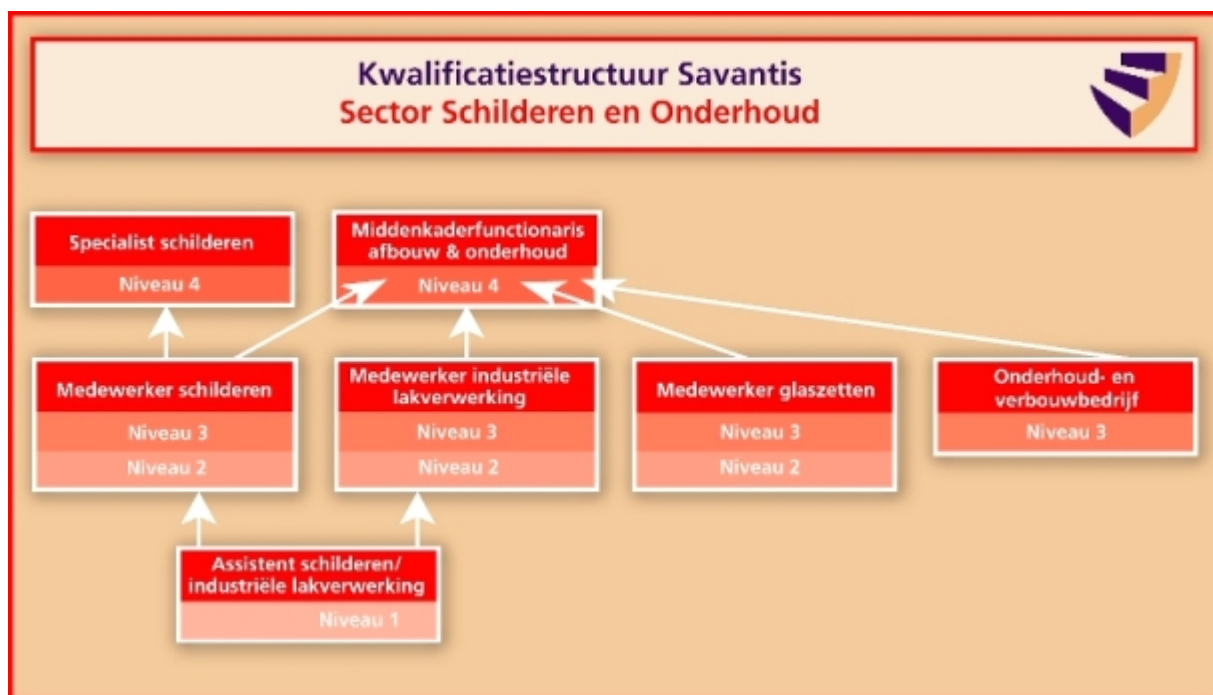 Kwalificatiestructuur Savantis
Sector Schilderen en Onderhoud
Specialist schilderen
Niveau 4
Middenkaderfunctionaris
afbouw & onderhoud
Niveau 4
Medewerker schilderen
Niveau 3
Niveau 2
Medewerker industriële
lakverwerking
Niveau 3
Niveau 2
Medewerker glaszetten
Niveau 3
Niveau 2
Onderhoud- en
verbouwbedrijf
Niveau 3
Assistent schilderen/
industriële lakverwerking
Niveau 1